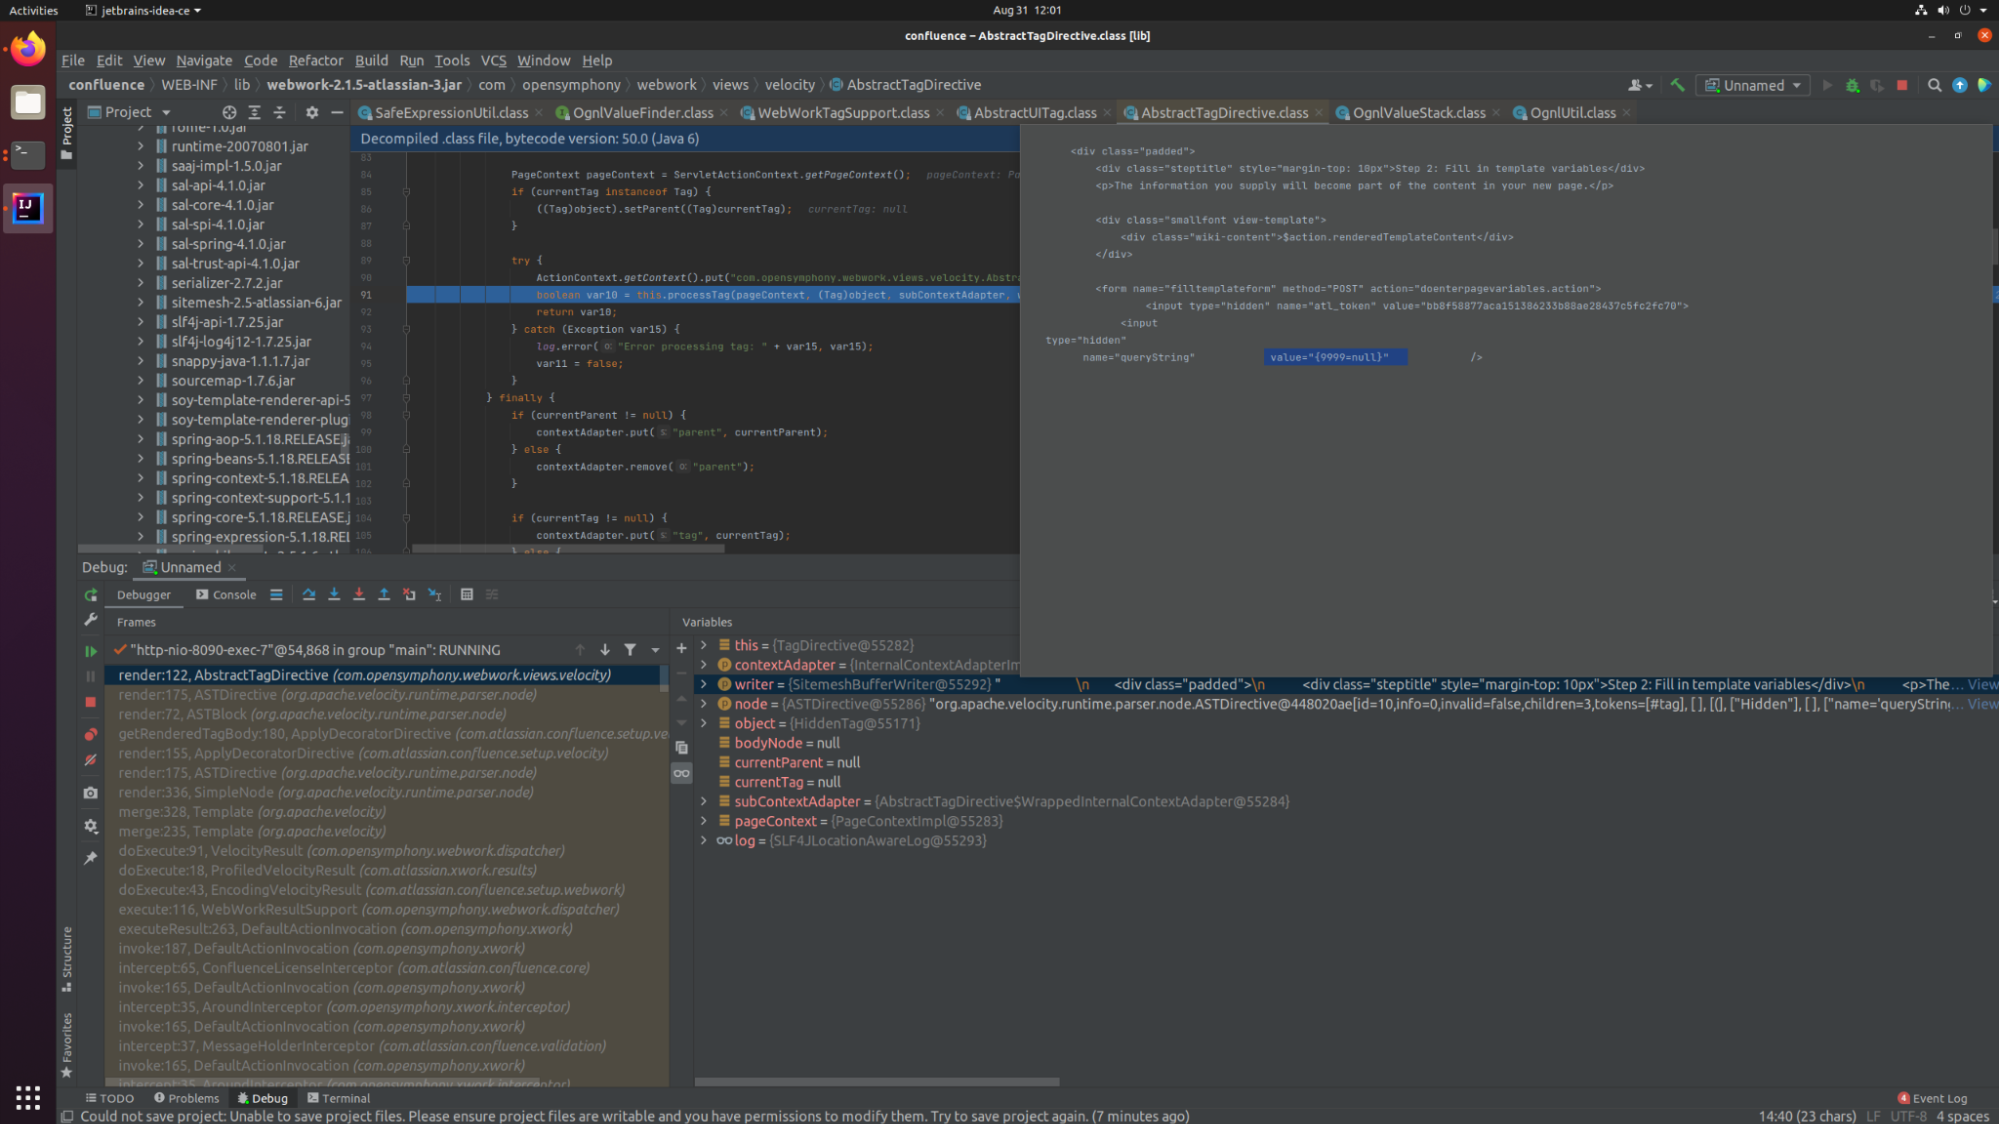 Activities
jetbrains-idea-ce
Aug 31 12:01
confluence – AbstractTagDirective.class [lib]
File Edit View Navigate Code Refactor Build Run Tools VCS Window Help
confluence WEB-INF lib webwork-2.1.5-atlassian-3.jar com opensymphony webwork views velocity AbstractTagDirective
Unnamed
Project
SafeExpressionUtil.class OgnlValueFinder.class WebWorkTagSupport.class AbstractUITag.class AbstractTagDirective.class OgnlValueStack.class OgnlUtil.class
Project
rome-1.0.jar
runtime-20070801.jar
saaj-impl-1.5.0.jar
sal-api-4.1.0.jar
sal-core-4.1.0.jar
sal-spi-4.1.0.jar
sal-spring-4.1.0.jar
sal-trust-api-4.1.0.jar
serializer-2.7.2.jar
sitemesh-2.5-atlassian-6.jar
slf4j-api-1.7.25.jar
slf4j-log4j12-1.7.25.jar
snappy-java-1.1.1.7.jar
sourcemap-1.7.6.jar
soy-template-renderer-api-5
soy-template-renderer-plug
spring-aop-5.1.18.RELEASE.j
spring-beans-5.1.18.RELEASE
spring-context-5.1.18.RELEA
spring-context-support-5.1.1
spring-core-5.1.18.RELEASE.j
spring-expression-5.1.18.REL
Decompiled .class file, bytecode version: 50.0 (Java 6)
83
84 PageContext pageContext = ServletActionContext.getPageContext(); pageContext: Pa
85 if (currentTag instanceof Tag) {
86 ((Tag)object).setParent((Tag)currentTag); currentTag: null
87 }
88
89 try {
90 ActionContext.getContext().put("com.opensymphony.webwork.views.velocity.Abstra
91 boolean var10 = this.processTag(pageContext, (Tag)object, subContextAdapter, w
92 return var10;
93 } catch (Exception var15) {
94 log.error( o: "Error processing tag: " + var15, var15);
95 var11 = false;
96 }
97 } finally {
98 if (currentParent != null) {
99 contextAdapter.put( s: "parent", currentParent);
100 } else {
101 contextAdapter.remove( o: "parent");
102 }
103
104 if (currentTag != null) {
105 contextAdapter.put( s: "tag", currentTag);
106 } else {
<div class="padded">
<div class="steptitle" style="margin-top: 10px">Step 2: Fill in template variables</div>
<p>The information you supply will become part of the content in your new page.</p>
<div class="smallfont view-template">
<div class="wiki-content">$action.renderedTemplateContent</div>
</div>
<form name="filltemplateform" method="POST" action="doenterpagevariables.action">
<input type="hidden" name="atl_token" value="bb8f58877aca151386233b88ae28437c5fc2fc70">
<input
type="hidden"
name="queryString" value="{9999=null}" />
Debug: Unnamed
Debugger Console
Frames
"http-nio-8090-exec-7"@54,868 in group "main": RUNNING
render:122, AbstractTagDirective (com.opensymphony.webwork.views.velocity)
render:175, ASTDirective (org.apache.velocity.runtime.parser.node)
render:72, ASTBlock (org.apache.velocity.runtime.parser.node)
getRenderedTagBody:180, ApplyDecoratorDirective (com.atlassian.confluence.setup.ve
render:155, ApplyDecoratorDirective (com.atlassian.confluence.setup.velocity)
render:175, ASTDirective (org.apache.velocity.runtime.parser.node)
render:336, SimpleNode (org.apache.velocity.runtime.parser.node)
merge:328, Template (org.apache.velocity)
merge:235, Template (org.apache.velocity)
doExecute:91, VelocityResult (com.opensymphony.webwork.dispatcher)
doExecute:18, ProfiledVelocityResult (com.atlassian.xwork.results)
doExecute:43, EncodingVelocityResult (com.atlassian.confluence.setup.webwork)
execute:116, WebWorkResultSupport (com.opensymphony.webwork.dispatcher)
executeResult:263, DefaultActionInvocation (com.opensymphony.xwork)
invoke:187, DefaultActionInvocation (com.opensymphony.xwork)
intercept:65, ConfluenceLicenseInterceptor (com.atlassian.confluence.core)
invoke:165, DefaultActionInvocation (com.opensymphony.xwork)
intercept:35, AroundInterceptor (com.opensymphony.xwork.interceptor)
invoke:165, DefaultActionInvocation (com.opensymphony.xwork)
intercept:37, MessageHolderInterceptor (com.atlassian.confluence.validation)
invoke:165, DefaultActionInvocation (com.opensymphony.xwork)
intercept:35, AroundInterceptor (com.opensymphony.xwork.interceptor)
Variables
this = {TagDirective@55282}
contextAdapter = {InternalContextAdapterIm
writer = {SitemeshBufferWriter@55292} " \n <div class="padded">\n <div class="steptitle" style="margin-top: 10px">Step 2: Fill in template variables</div>\n <p>The... View
node = {ASTDirective@55286} "org.apache.velocity.runtime.parser.node.ASTDirective@448020ae[id=10,info=0,invalid=false,children=3,tokens=[#tag], [ ], [(], ["Hidden"], [ ], ["name='queryString... View
object = {HiddenTag@55171}
bodyNode = null
currentParent = null
currentTag = null
subContextAdapter = {AbstractTagDirective$WrappedInternalContextAdapter@55284}
pageContext = {PageContextImpl@55283}
log = {SLF4JLocationAwareLog@55293}
Structure
Favorites
TODO Problems Debug Terminal
4 Event Log
Could not save project: Unable to save project files. Please ensure project files are writable and you have permissions to modify them. Try to save project again. (7 minutes ago)
14:40 (23 chars) LF UTF-8 4 spaces